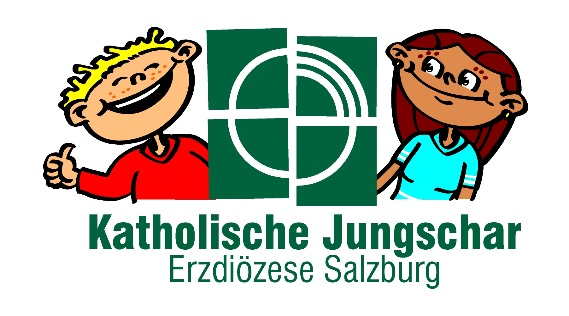 Katholische Jungschar
Erzdiözese Salzburg